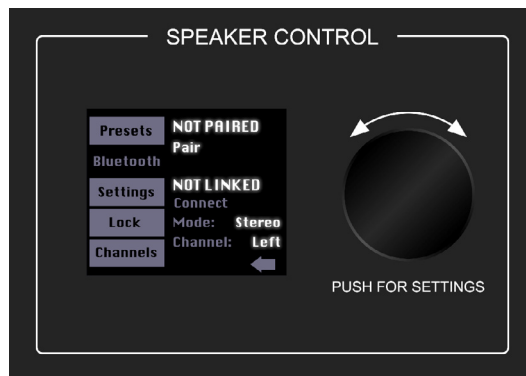 SPEAKER CONTROL
Presets
Bluetooth
Settings
Lock
Channels
NOT PAIRED
Pair
NOT LINKED
Connect
Mode: Stereo
Channel: Left
PUSH FOR SETTINGS